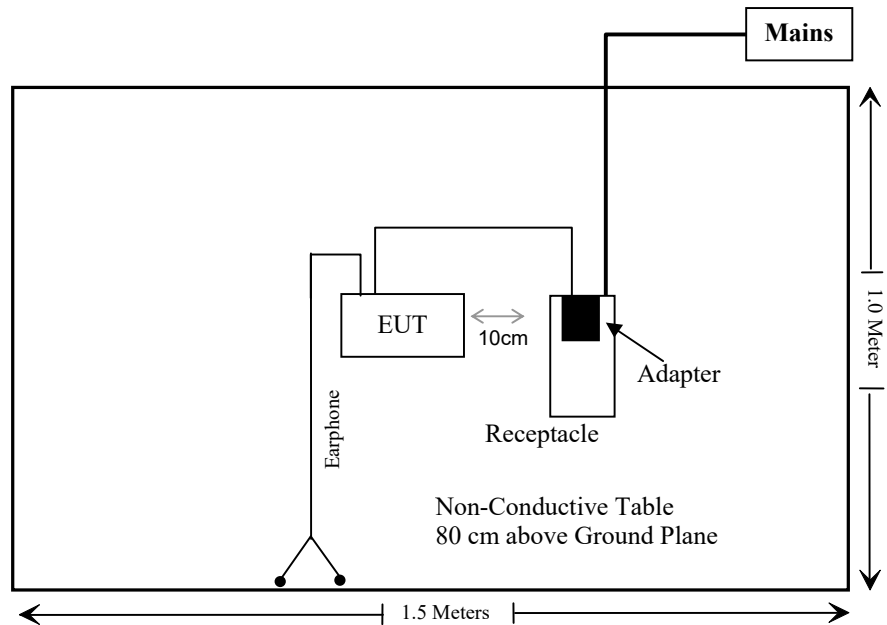 Mains
EUT
10cm
Adapter
Receptacle
Earphone
Non-Conductive Table
80 cm above Ground Plane
1.0 Meter
1.5 Meters